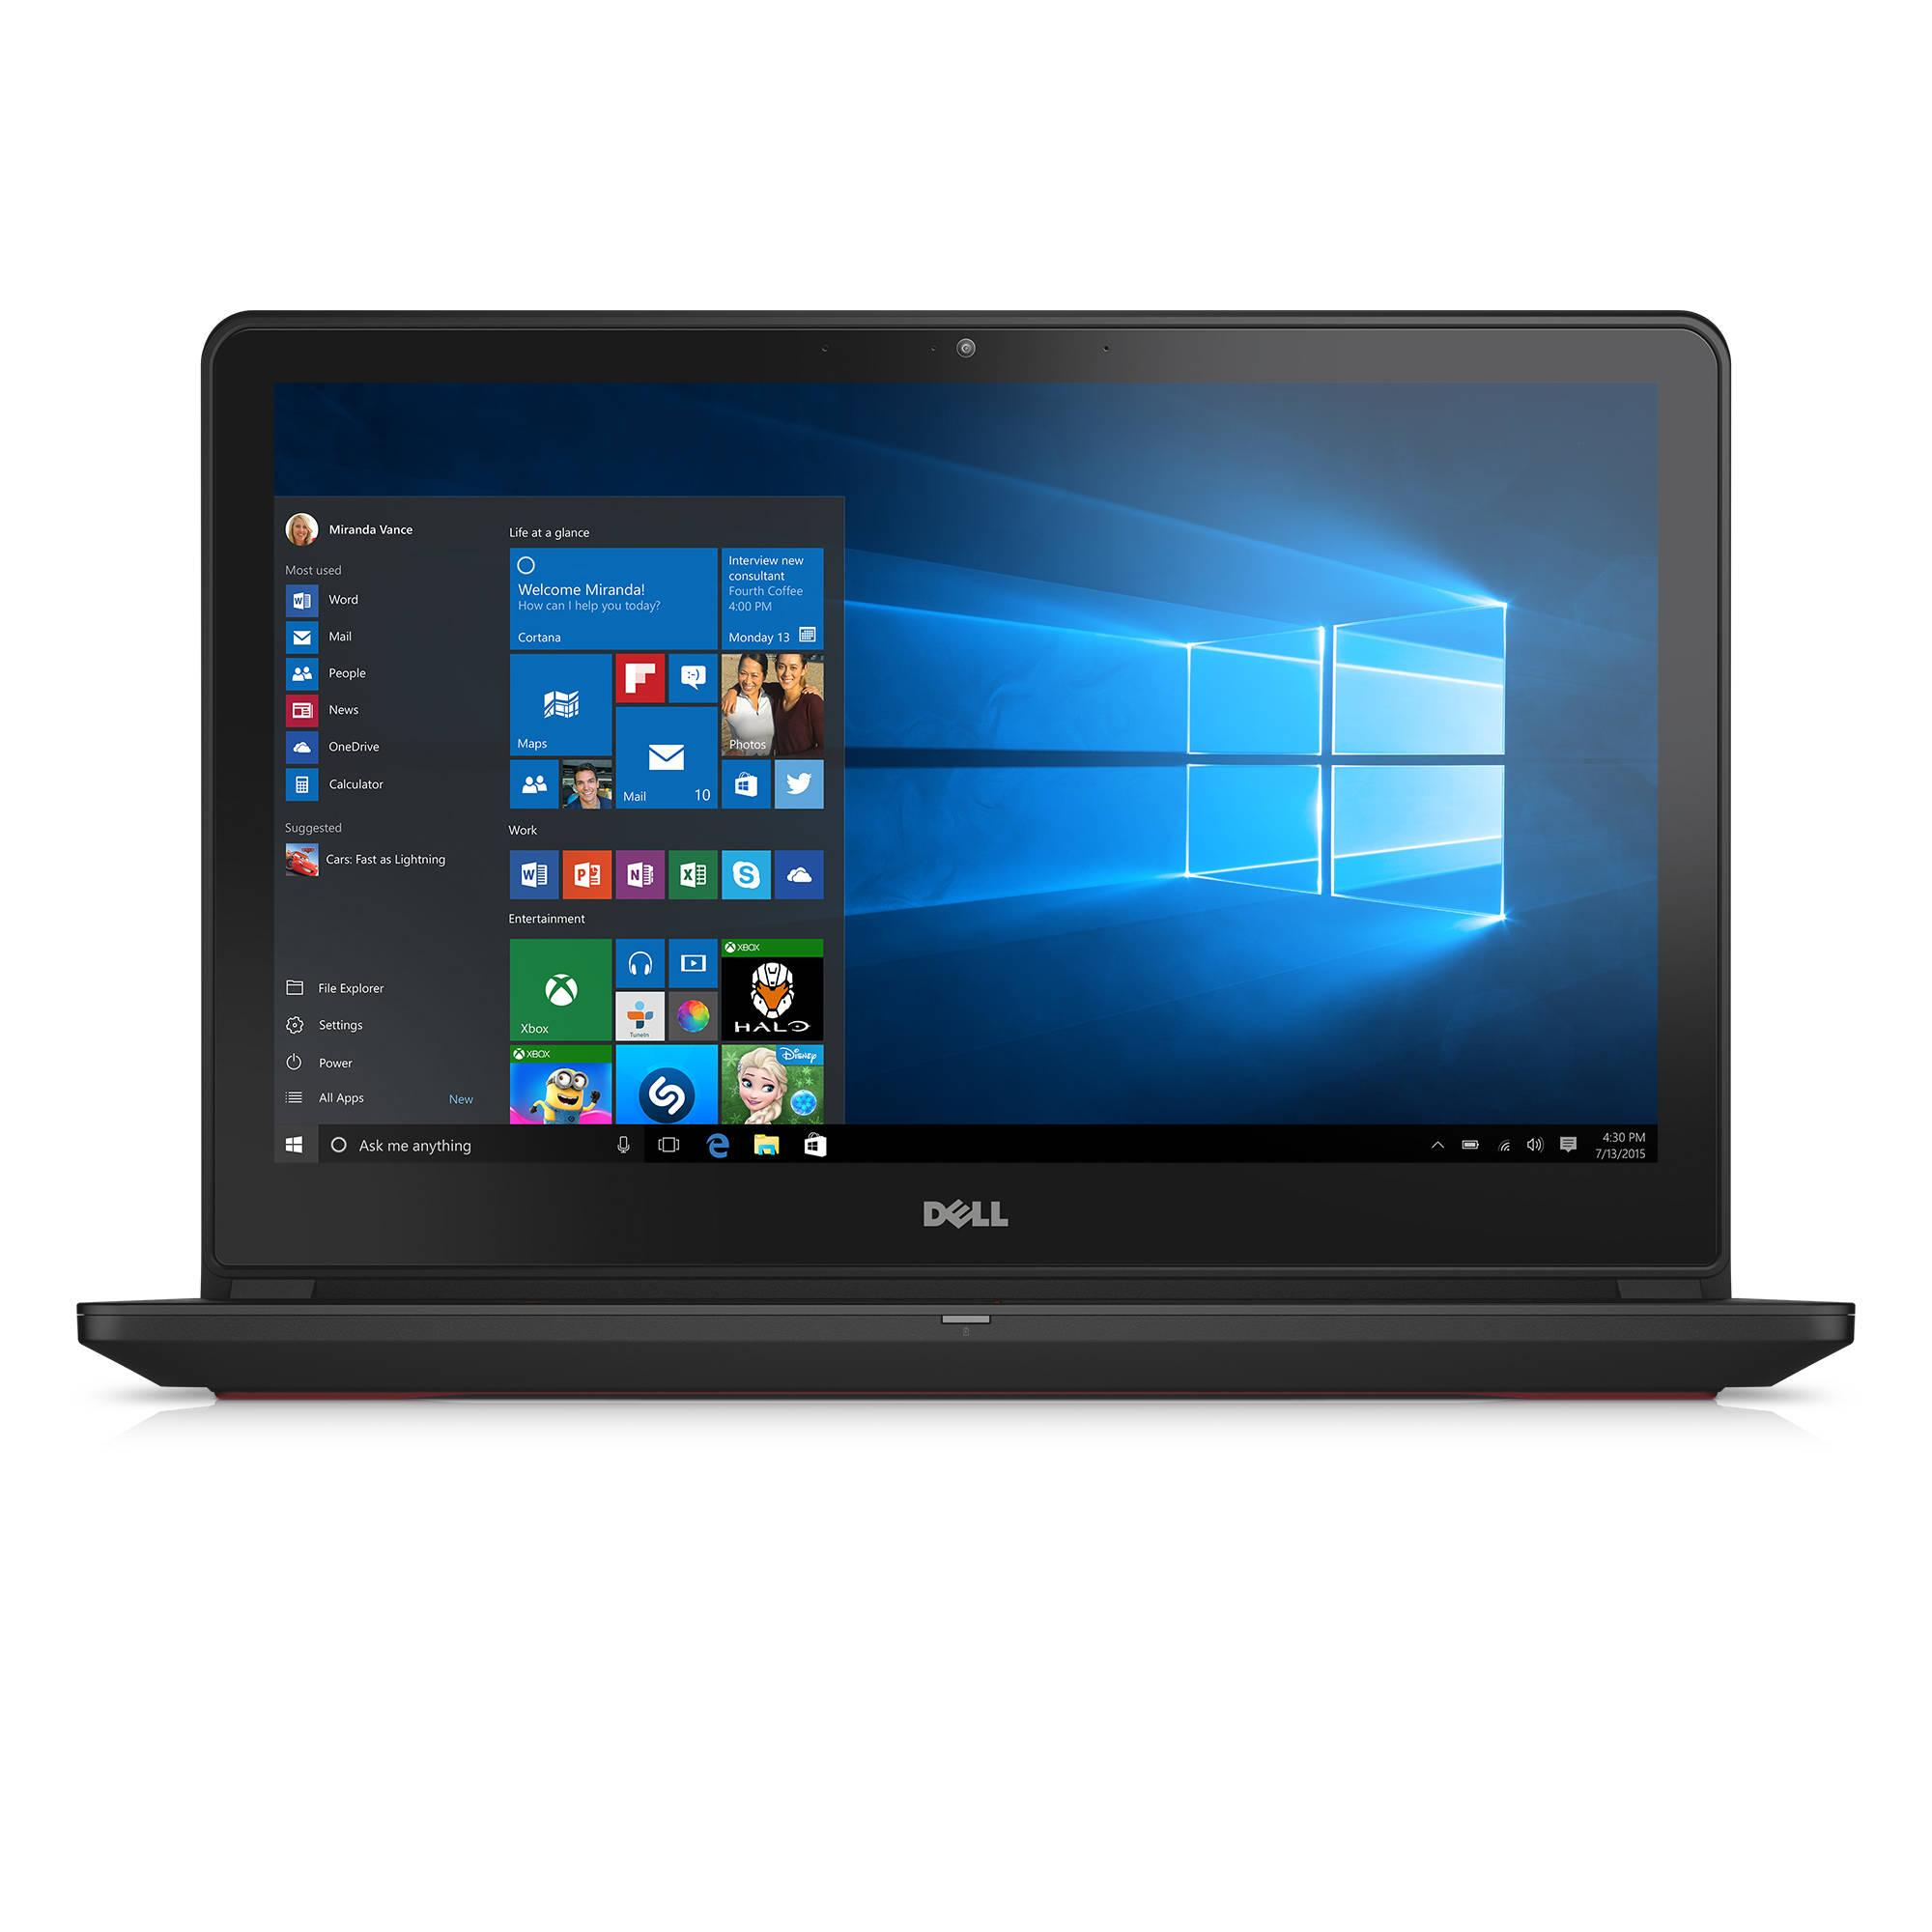 Miranda Vance
Most used
Word
Mail
People
News
OneDrive
Calculator
Suggested
Cars: Fast as Lightning
File Explorer
Settings
Power
All Apps
New
Life at a glance
Welcome Miranda!
How can I help you today?
Cortana
Interview new
consultant
Fourth Coffee
4:00 PM
Monday 13
Maps
:-)
Photos
Mail
10
Work
W
P
N
X
S
Entertainment
Xbox
TuneIn
XBOX
HALO
XBOX
Disney
Ask me anything
4:30 PM
7/13/2015
DELL